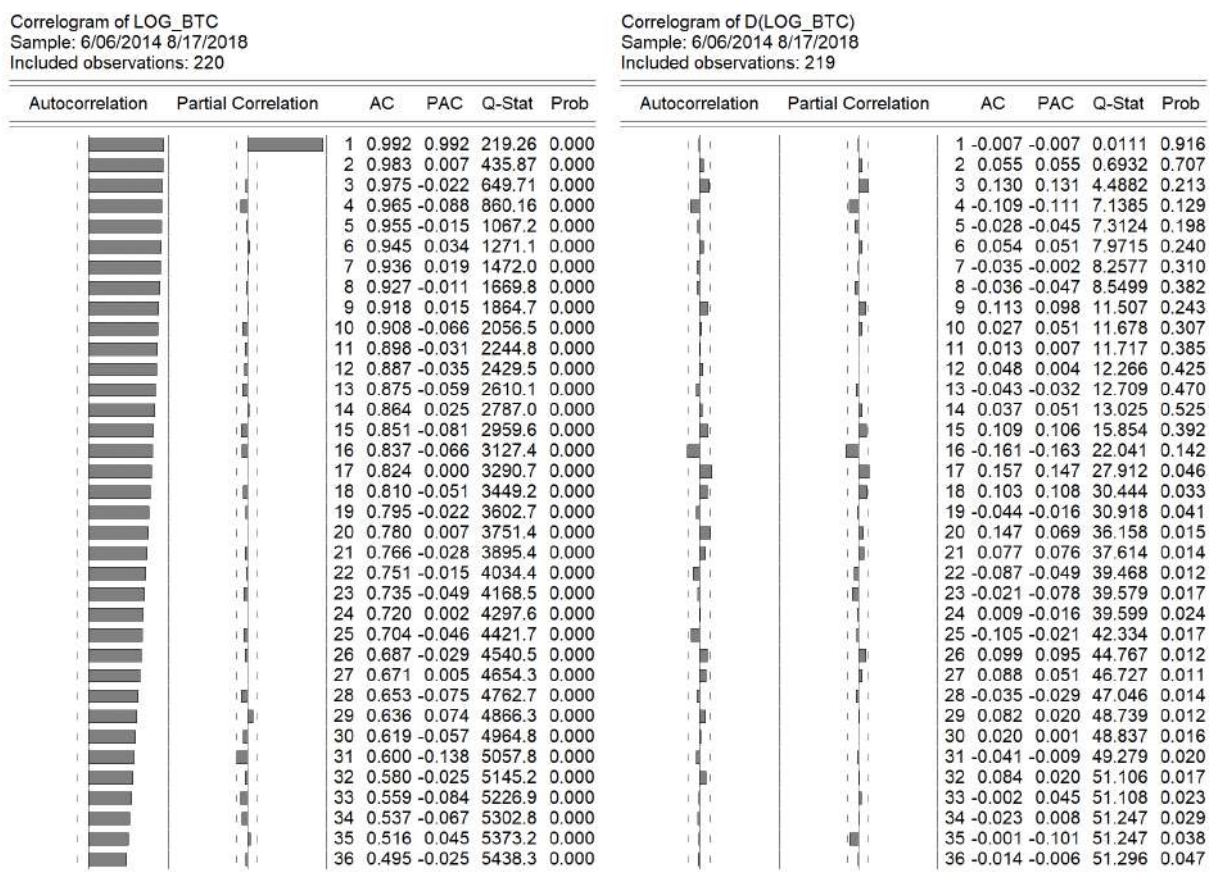 Correlogram of LOG_BTC
Sample: 6/06/2014 8/17/2018
Included observations: 220
Autocorrelation Partial Correlation AC PAC Q-Stat Prob
1 0.992 0.992 219.26 0.000
2 0.983 0.007 435.87 0.000
3 0.975 -0.022 649.71 0.000
4 0.965 -0.088 860.16 0.000
5 0.955 -0.015 1067.2 0.000
6 0.945 0.034 1271.1 0.000
7 0.936 0.019 1472.0 0.000
8 0.927 -0.011 1669.8 0.000
9 0.918 0.015 1864.7 0.000
10 0.908 -0.066 2056.5 0.000
11 0.898 -0.031 2244.8 0.000
12 0.887 -0.035 2429.5 0.000
13 0.875 -0.059 2610.1 0.000
14 0.864 0.025 2787.0 0.000
15 0.851 -0.081 2959.6 0.000
16 0.837 -0.066 3127.4 0.000
17 0.824 0.000 3290.7 0.000
18 0.810 -0.051 3449.2 0.000
19 0.795 -0.022 3602.7 0.000
20 0.780 0.007 3751.4 0.000
21 0.766 -0.028 3895.4 0.000
22 0.751 -0.015 4034.4 0.000
23 0.735 -0.049 4168.5 0.000
24 0.720 0.002 4297.6 0.000
25 0.704 -0.046 4421.7 0.000
26 0.687 -0.029 4540.5 0.000
27 0.671 0.005 4654.3 0.000
28 0.653 -0.075 4762.7 0.000
29 0.636 0.074 4866.3 0.000
30 0.619 -0.057 4964.8 0.000
31 0.600 -0.138 5057.8 0.000
32 0.580 -0.025 5145.2 0.000
33 0.559 -0.084 5226.9 0.000
34 0.537 -0.067 5302.8 0.000
35 0.516 0.045 5373.2 0.000
36 0.495 -0.025 5438.3 0.000
Correlogram of D(LOG_BTC)
Sample: 6/06/2014 8/17/2018
Included observations: 219
Autocorrelation Partial Correlation AC PAC Q-Stat Prob
1 -0.007 -0.007 0.0111 0.916
2 0.055 0.055 0.6932 0.707
3 0.130 0.131 4.4882 0.213
4 -0.109 -0.111 7.1385 0.129
5 -0.028 -0.045 7.3124 0.198
6 0.054 0.051 7.9715 0.240
7 -0.035 -0.002 8.2577 0.310
8 -0.036 -0.047 8.5499 0.382
9 0.113 0.098 11.507 0.243
10 0.027 0.051 11.678 0.307
11 0.013 0.007 11.717 0.385
12 0.048 0.004 12.266 0.425
13 -0.043 -0.032 12.709 0.470
14 0.037 0.051 13.025 0.525
15 0.109 0.106 15.854 0.392
16 -0.161 -0.163 22.041 0.142
17 0.157 0.147 27.912 0.046
18 0.103 0.108 30.444 0.033
19 -0.044 -0.016 30.918 0.041
20 0.147 0.069 36.158 0.015
21 0.077 0.076 37.614 0.014
22 -0.087 -0.049 39.468 0.012
23 -0.021 -0.078 39.579 0.017
24 0.009 -0.016 39.599 0.024
25 -0.105 -0.021 42.334 0.017
26 0.099 0.095 44.767 0.012
27 0.088 0.051 46.727 0.011
28 -0.035 -0.029 47.046 0.014
29 0.082 0.020 48.739 0.012
30 0.020 0.001 48.837 0.016
31 -0.041 -0.009 49.279 0.020
32 0.084 0.020 51.106 0.017
33 -0.002 0.045 51.108 0.023
34 -0.023 0.008 51.247 0.029
35 -0.001 -0.101 51.247 0.038
36 -0.014 -0.006 51.296 0.047